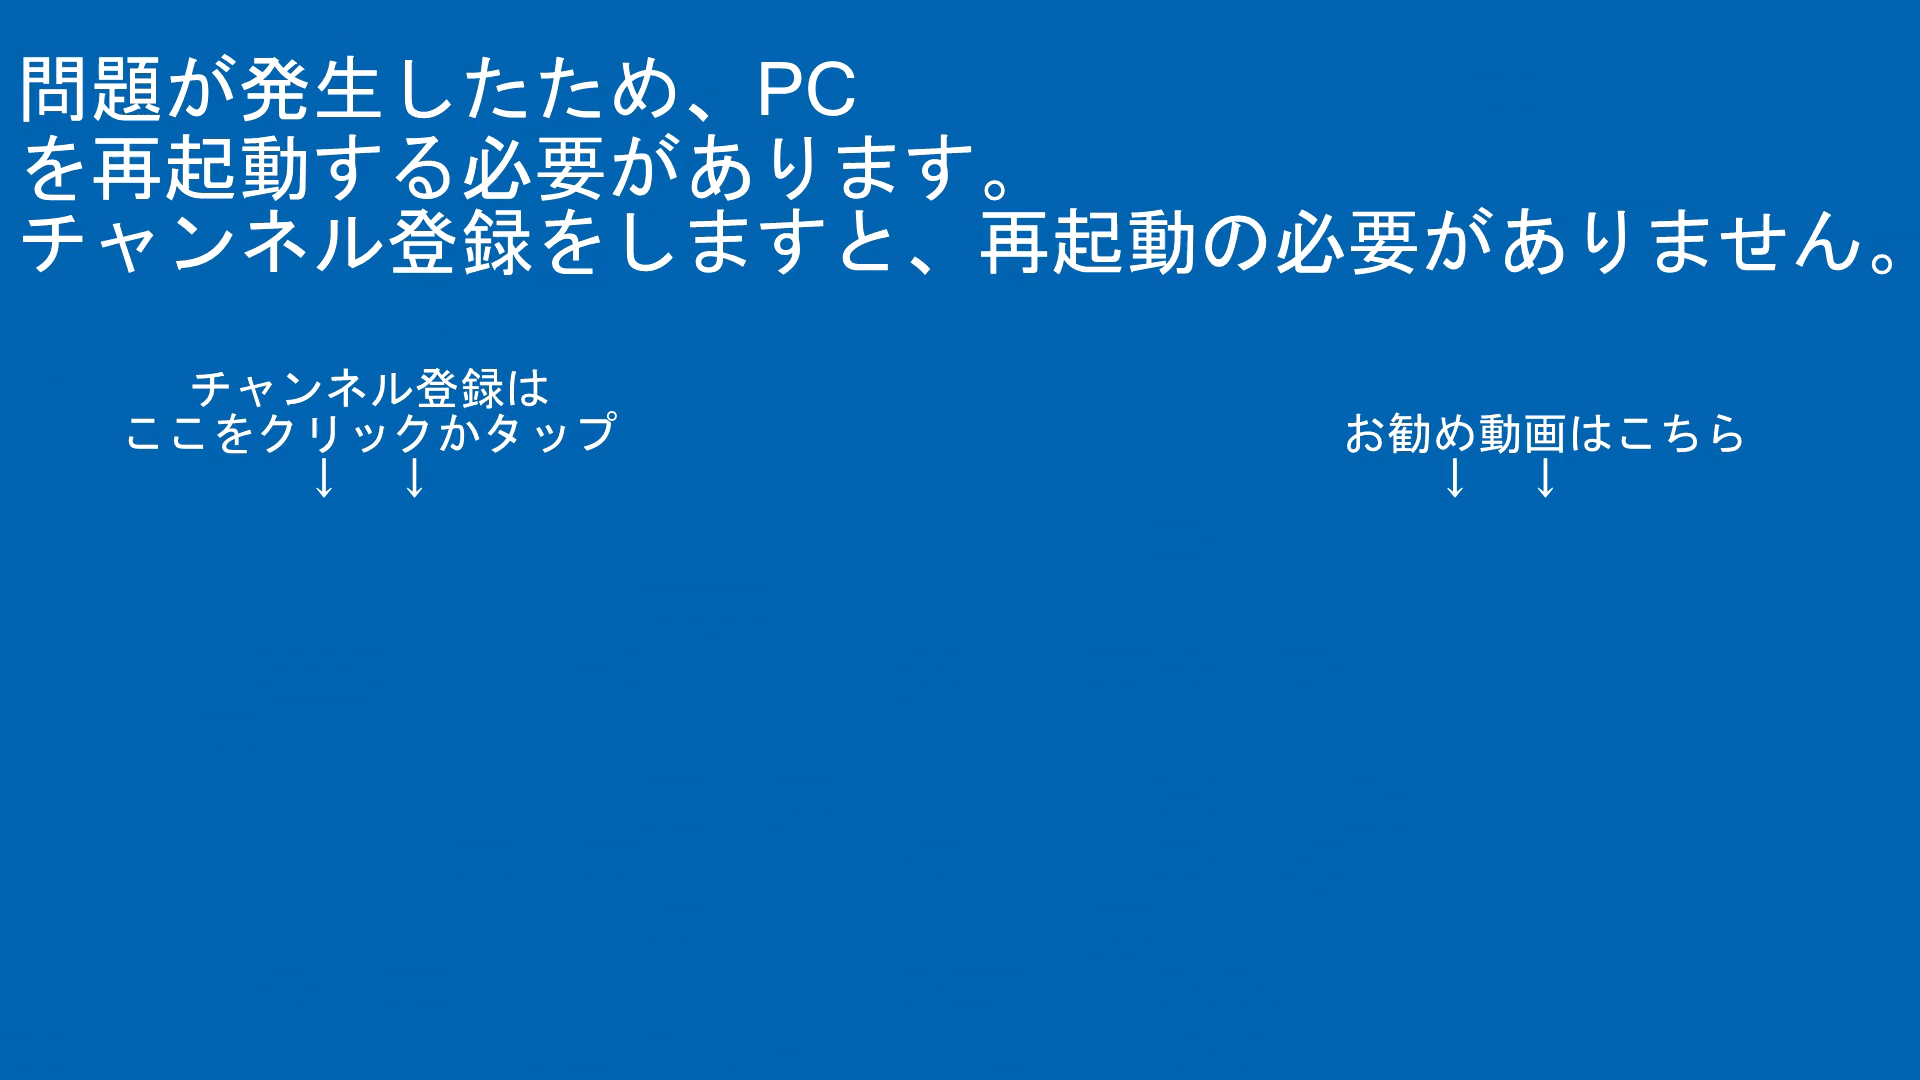 問題が発生したため、PC
を再起動する必要があります。
チャンネル登録をしますと、再起動の必要がありません。
チャンネル登録は
ここをクリックかタップ
↓　↓
お勧め動画はこちら
↓　↓